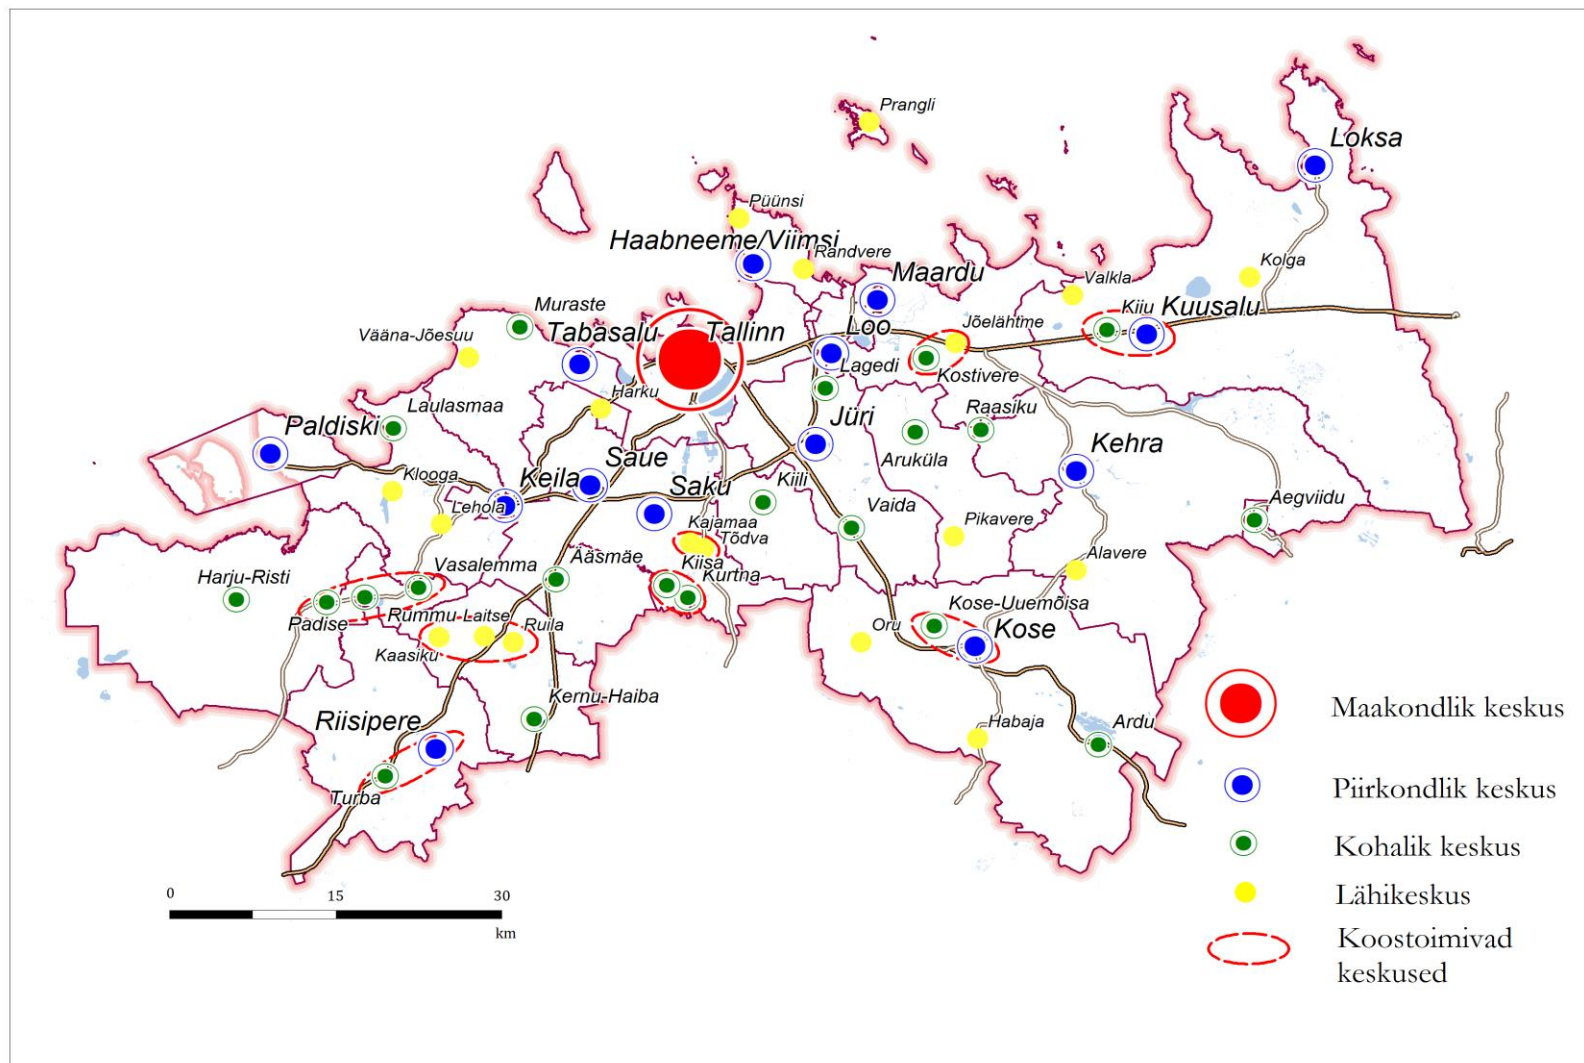 Prangli
Loksa
Püünsi
Haabneeme/Viimsi
Randvere
Maardu
Valkla
Kolga
Muraste
Kiiu
Kuusalu
Vääna-Jõesuu
Tabasalu
Tallinn
Loo
Jõelähtme
Lagedi
Kostivere
Harku
Laulasmaa
Paldiski
Jüri
Raasiku
Aruküla
Kehra
Klooga
Keila
Saue
Saku
Kiili
Lehola
Vaida
Aegviidu
Kajamaa
Tõdva
Pikavere
Alavere
Harju-Risti
Vasalemma
Ääsmäe
Kiisa
Kurtna
Padise
Rummu
Laitse
Ruila
Kaasiku
Oru
Kose-Uuemõisa
Kose
Kernu-Haiba
Riisipere
Habaja
Ardu
Turba
Maakondlik keskus
Piirkondlik keskus
Kohalik keskus
Lähikeskus
Koostoimivad
keskused
0 15 30
km